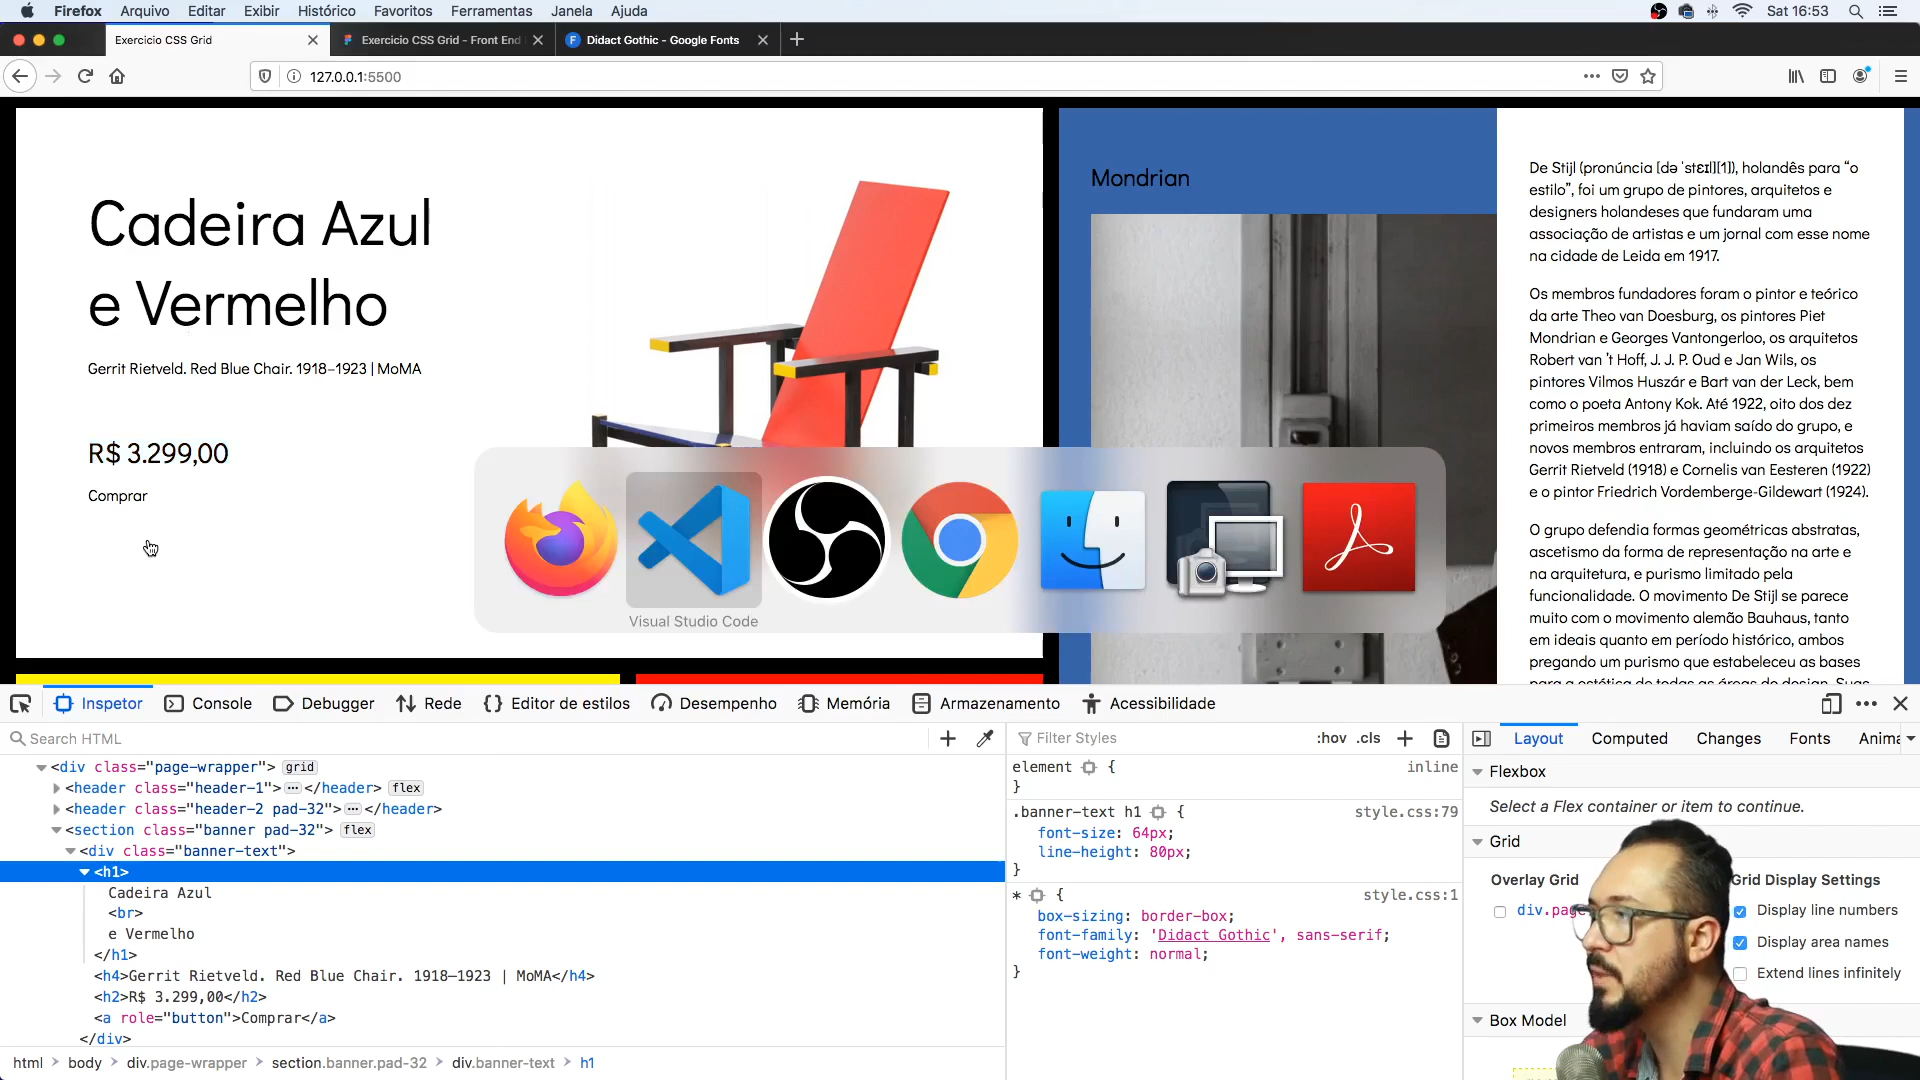 Firefox Arquivo Editar Exibir Histórico Favoritos Ferramentas Janela Ajuda Sat 16:53
Exercicio CSS Grid
Exercicio CSS Grid - Front End
Didact Gothic - Google Fonts
127.0.0.1:5500
Cadeira Azul
e Vermelho
Gerrit Rietveld. Red Blue Chair. 1918–1923 | MoMA
R$ 3.299,00
Comprar
Mondrian
De Stijl (pronúncia [də ˈstɛɪl][1]), holandês para “o
estilo”, foi um grupo de pintores, arquitetos e
designers holandeses que fundaram uma
associação de artistas e um jornal com esse nome
na cidade de Leida em 1917.
Os membros fundadores foram o pintor e teórico
da arte Theo van Doesburg, os pintores Piet
Mondrian e Georges Vantongerloo, os arquitetos
Robert van 't Hoff, J. J. P. Oud e Jan Wils, os
pintores Vilmos Huszár e Bart van der Leck, bem
como o poeta Antony Kok. Até 1922, oito dos dez
primeiros membros já haviam saído do grupo, e
novos membros entraram, incluindo os arquitetos
Gerrit Rietveld (1918) e Cornelis van Eesteren (1922)
e o pintor Friedrich Vordemberge-Gildewart (1924).
O grupo defendia formas geométricas abstratas,
ascetismo da forma de representação na arte e
na arquitetura, e purismo limitado pela
funcionalidade. O movimento De Stijl se parece
muito com o movimento alemão Bauhaus, tanto
em ideais quanto em período histórico, ambos
pregando um purismo que estabeleceu as bases
para a estética de todas as áreas do design. Suas
Visual Studio Code
Inspetor Console Debugger Rede Editor de estilos Desempenho Memória Armazenamento Acessibilidade
Search HTML
<div class="page-wrapper"> grid
<header class="header-1"> ··· </header> flex
<header class="header-2 pad-32"> ··· </header>
<section class="banner pad-32"> flex
<div class="banner-text">
<h1>
Cadeira Azul
<br>
e Vermelho
</h1>
<h4>Gerrit Rietveld. Red Blue Chair. 1918–1923 | MoMA</h4>
<h2>R$ 3.299,00</h2>
<a role="button">Comprar</a>
</div>
html > body > div.page-wrapper > section.banner.pad-32 > div.banner-text > h1
Filter Styles :hov .cls
element { inline
}
.banner-text h1 { style.css:79
font-size: 64px;
line-height: 80px;
}
* { style.css:1
box-sizing: border-box;
font-family: 'Didact Gothic', sans-serif;
font-weight: normal;
}
Layout Computed Changes Fonts Anima
Flexbox
Select a Flex container or item to continue.
Grid
Overlay Grid
div.page
Grid Display Settings
Display line numbers
Display area names
Extend lines infinitely
Box Model